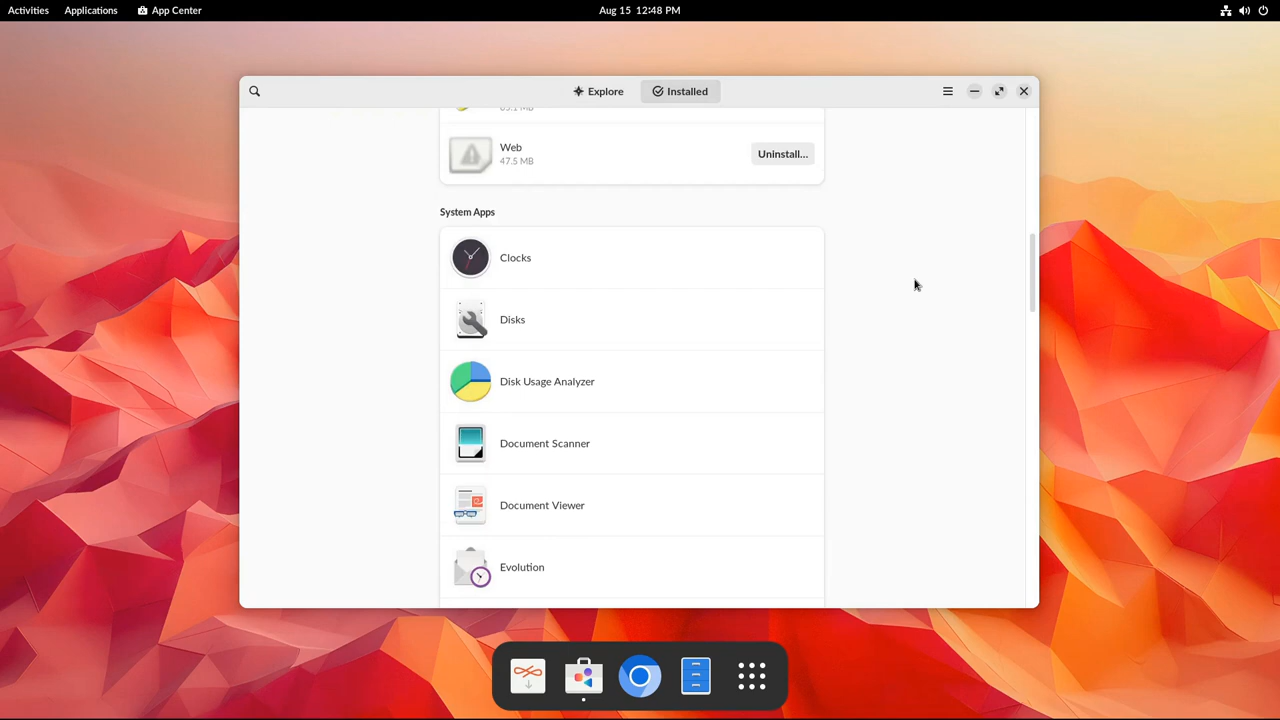 Activities Applications App Center Aug 15 12:48 PM
Explore Installed
Web
47.5 MB
Uninstall...
System Apps
Clocks
Disks
Disk Usage Analyzer
Document Scanner
Document Viewer
Evolution